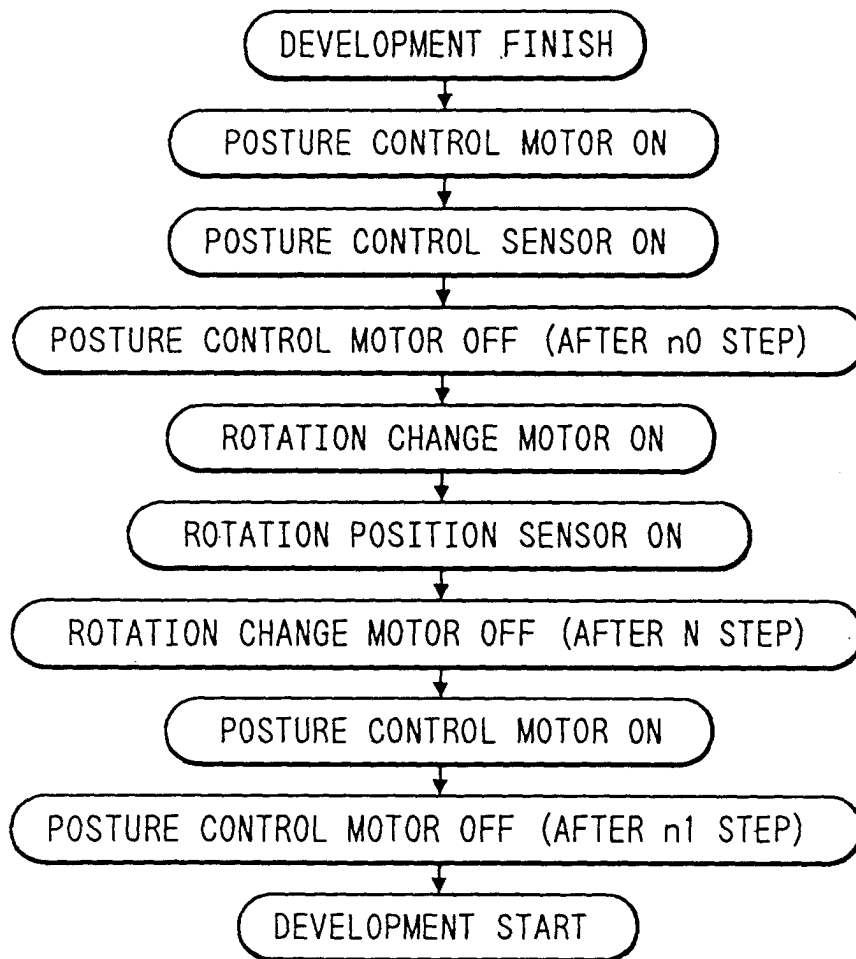 DEVELOPMENT FINISH
POSTURE CONTROL MOTOR ON
POSTURE CONTROL SENSOR ON
POSTURE CONTROL MOTOR OFF (AFTER n0 STEP)
ROTATION CHANGE MOTOR ON
ROTATION POSITION SENSOR ON
ROTATION CHANGE MOTOR OFF (AFTER N STEP)
POSTURE CONTROL MOTOR ON
POSTURE CONTROL MOTOR OFF (AFTER n1 STEP)
DEVELOPMENT START